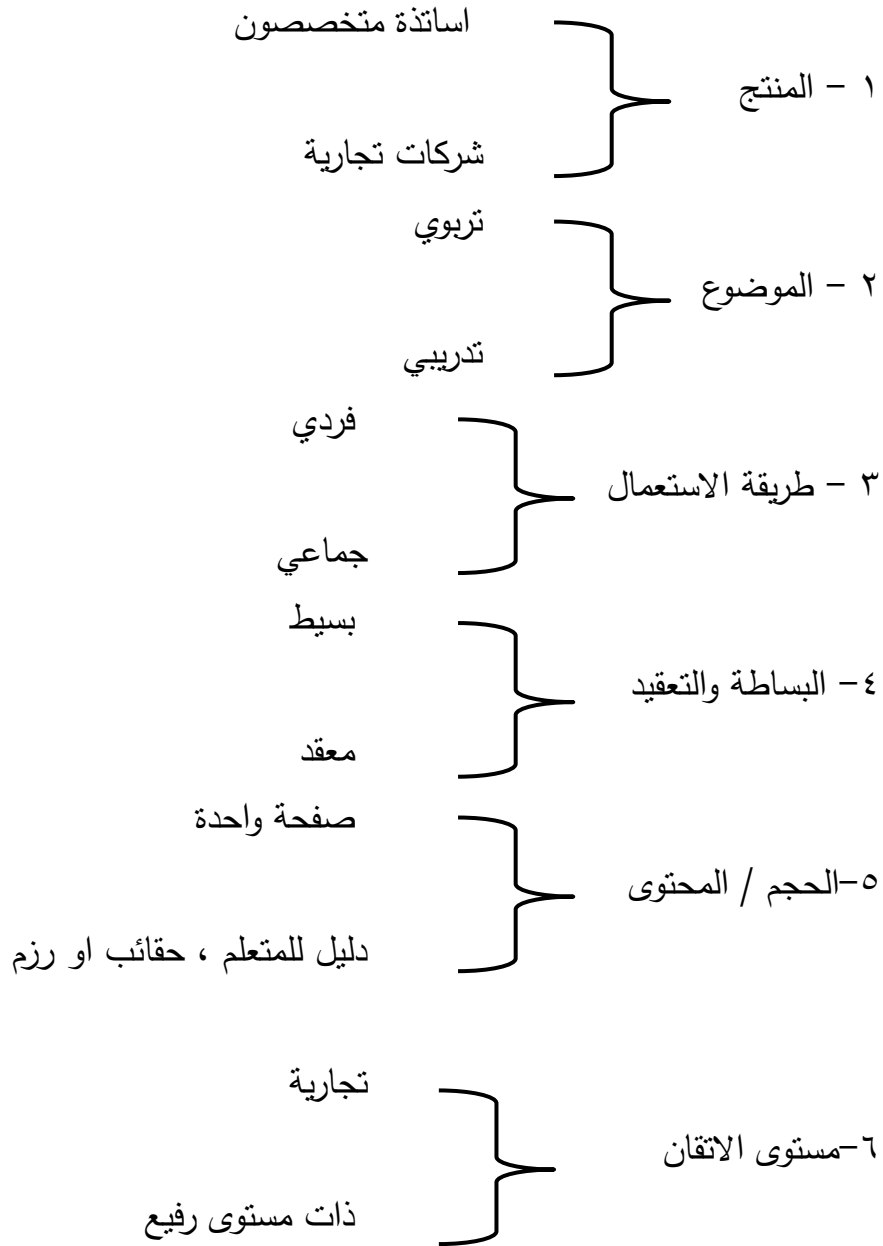 اساتذة متخصصون
١ – المنتج
شركات تجارية
تربوي
٢ – الموضوع
تدريبي
فردي
٣ – طريقة الاستعمال
جماعي
بسيط
٤– البساطة والتعقيد
معقد
صفحة واحدة
٥–الحجم / المحتوى
دليل للمتعلم ، حقائب او رزم
تجارية
٦–مستوى الاتقان
ذات مستوى رفيع